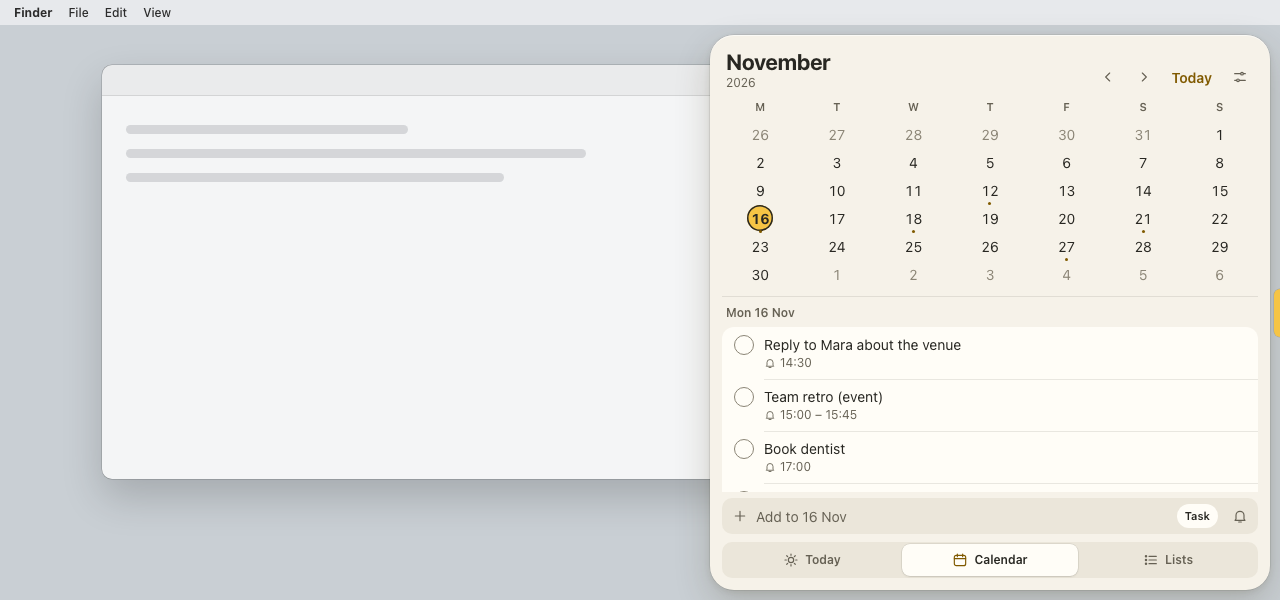 Finder File Edit View
November
2026
Today
M T W T F S S
26 27 28 29 30 31 1
2 3 4 5 6 7 8
9 10 11 12 13 14 15
16 17 18 19 20 21 22
23 24 25 26 27 28 29
30 1 2 3 4 5 6
Mon 16 Nov
Reply to Mara about the venue
14:30
Team retro (event)
15:00 – 15:45
Book dentist
17:00
Add to 16 Nov Task
Today Calendar Lists